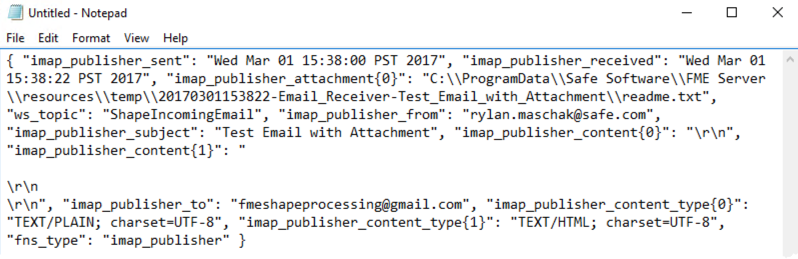 Untitled - Notepad
File Edit Format View Help
{ "imap_publisher_sent": "Wed Mar 01 15:38:00 PST 2017", "imap_publisher_received": "Wed Mar 01
15:38:22 PST 2017", "imap_publisher_attachment{0}": "C:\\ProgramData\\Safe Software\\FME Server
\\resources\\temp\\20170301153822-Email_Receiver-Test_Email_with_Attachment\\readme.txt",
"ws_topic": "ShapeIncomingEmail", "imap_publisher_from": "rylan.maschak@safe.com",
"imap_publisher_subject": "Test Email with Attachment", "imap_publisher_content{0}": "\r\n",
"imap_publisher_content{1}": "
\r\n
\r\n", "imap_publisher_to": "fmeshapeprocessing@gmail.com", "imap_publisher_content_type{0}":
"TEXT/PLAIN; charset=UTF-8", "imap_publisher_content_type{1}": "TEXT/HTML; charset=UTF-8",
"fns_type": "imap_publisher" }